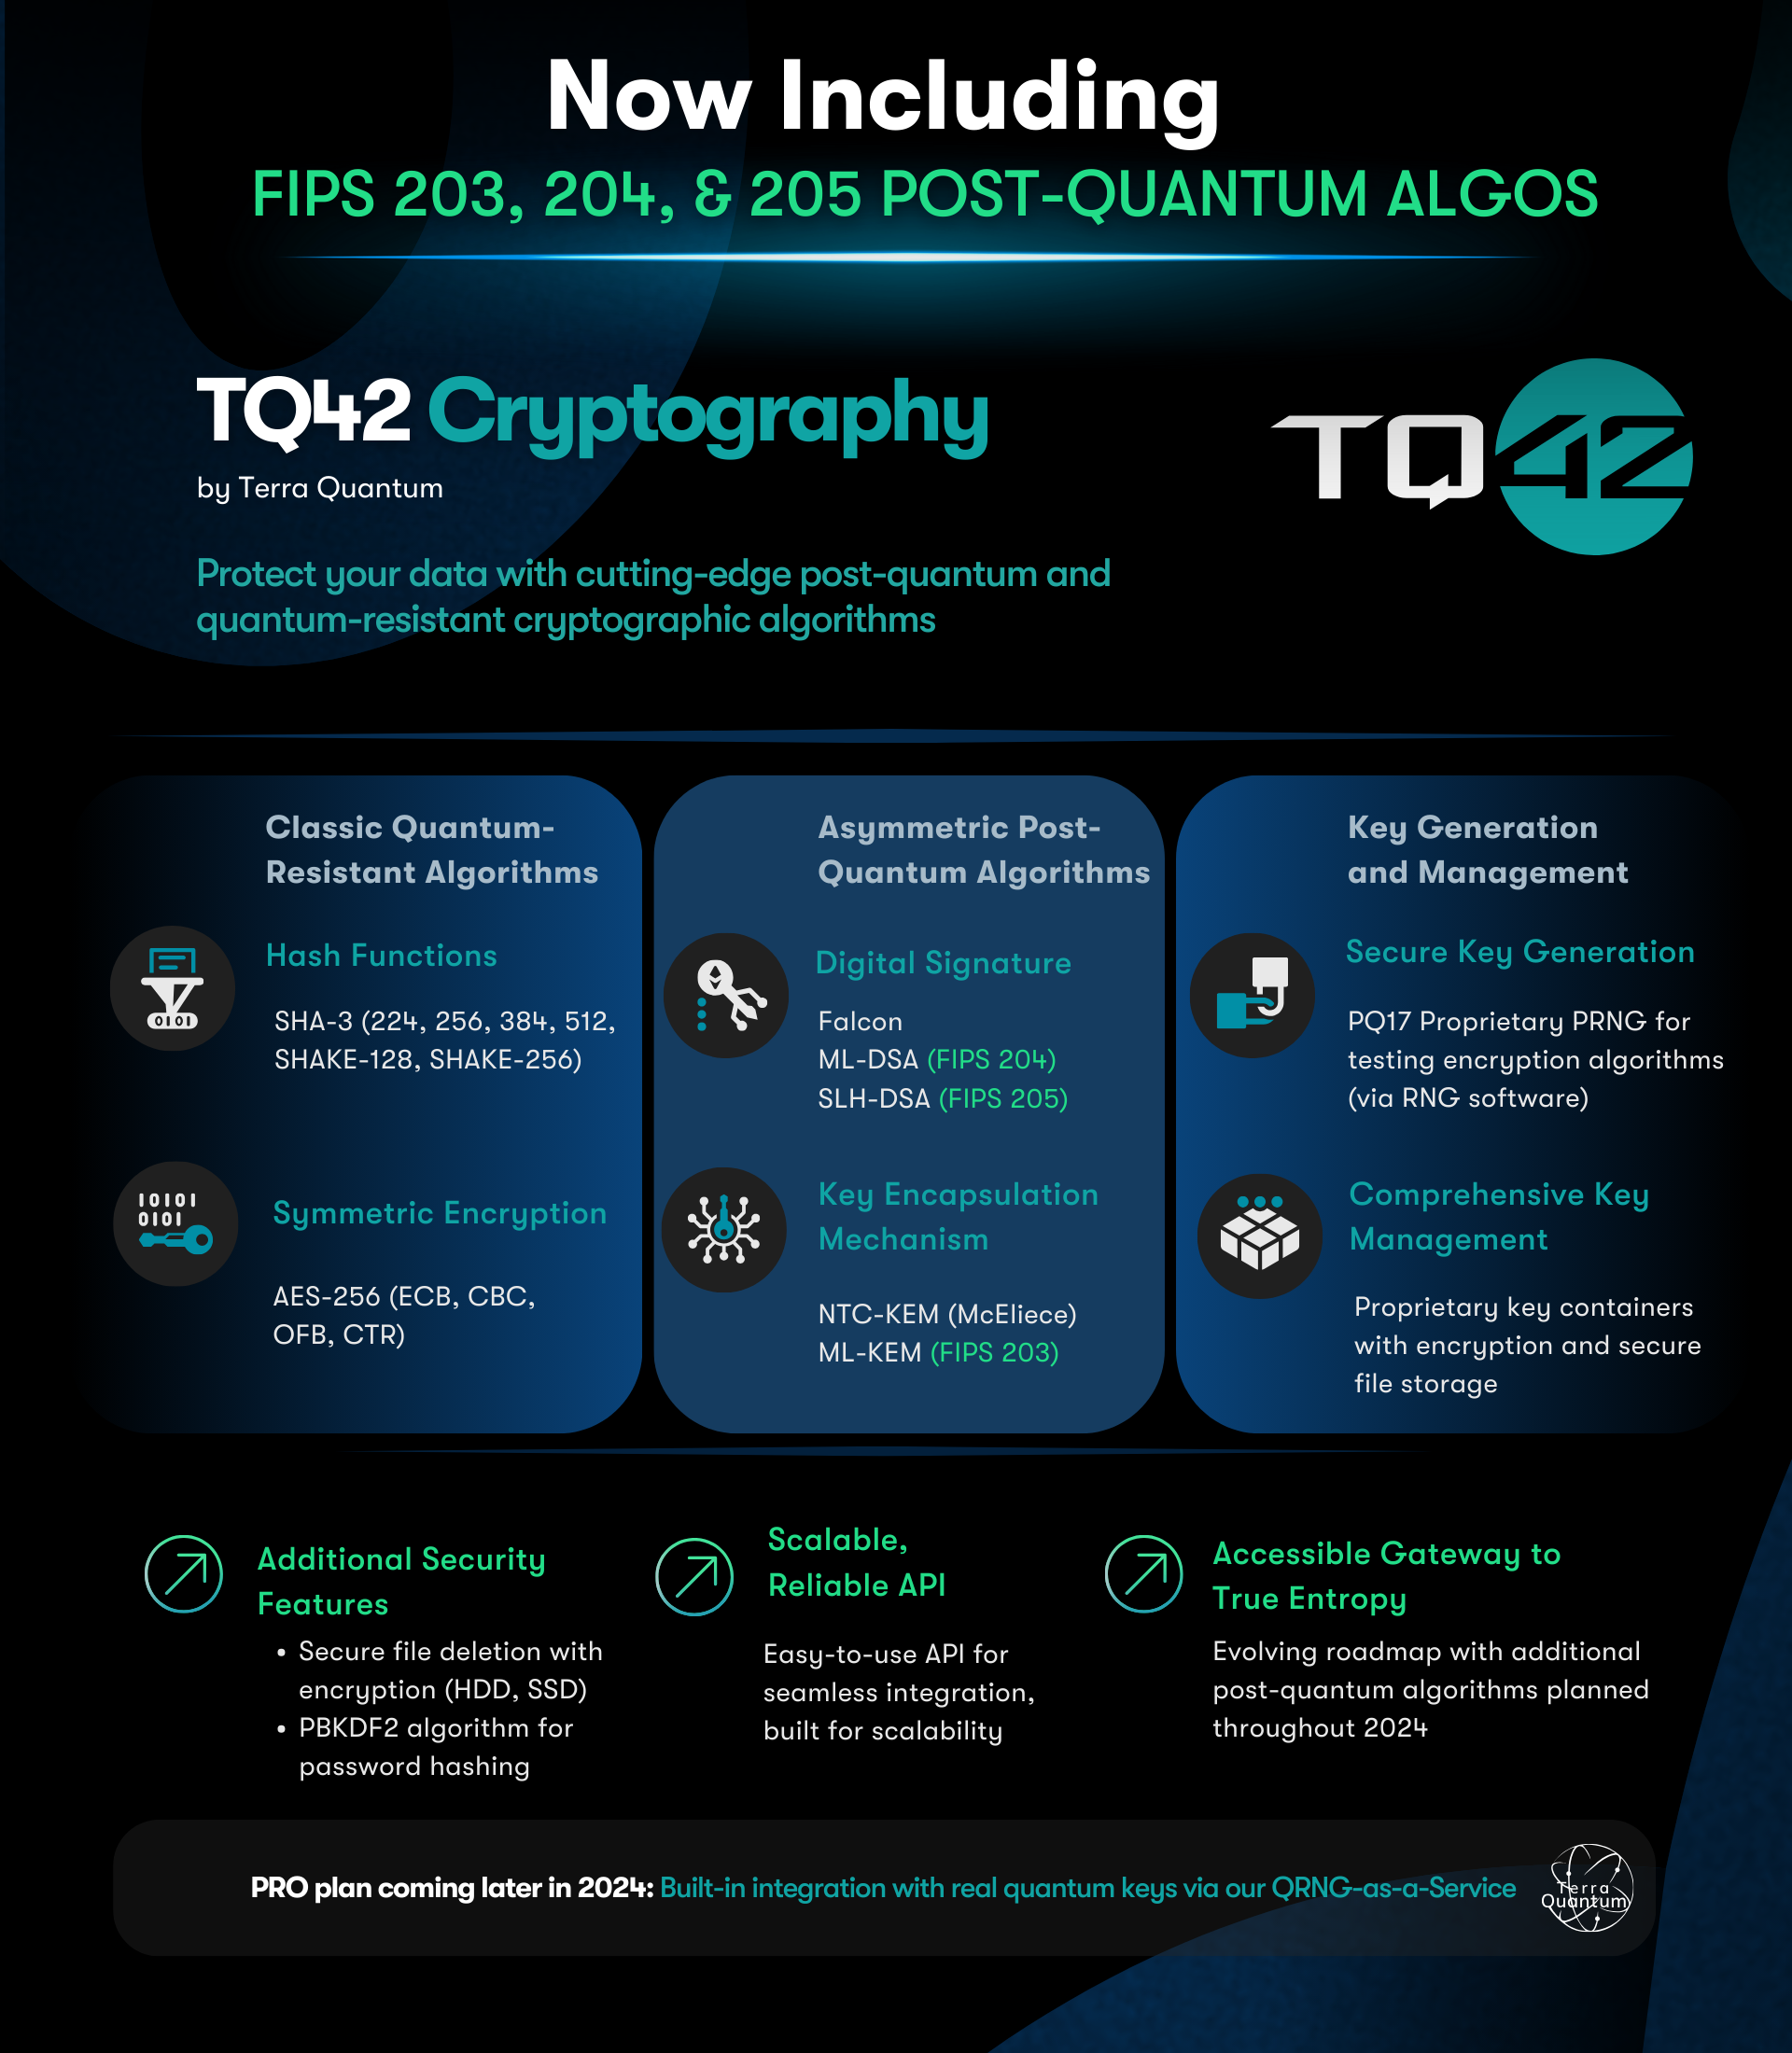 Now Including
FIPS 203, 204, & 205 POST-QUANTUM ALGOS
TQ42 Cryptography
by Terra Quantum
TQ42
Protect your data with cutting-edge post-quantum and
quantum-resistant cryptographic algorithms
Classic Quantum-
Resistant Algorithms
Hash Functions
SHA-3 (224, 256, 384, 512,
SHAKE-128, SHAKE-256)
0101
Symmetric Encryption
10101
0101
AES-256 (ECB, CBC,
OFB, CTR)
Asymmetric Post-
Quantum Algorithms
Digital Signature
Falcon
ML-DSA (FIPS 204)
SLH-DSA (FIPS 205)
Key Encapsulation
Mechanism
NTC-KEM (McEliece)
ML-KEM (FIPS 203)
Key Generation
and Management
Secure Key Generation
PQ17 Proprietary PRNG for
testing encryption algorithms
(via RNG software)
Comprehensive Key
Management
Proprietary key containers
with encryption and secure
file storage
Additional Security
Features
• Secure file deletion with
encryption (HDD, SSD)
• PBKDF2 algorithm for
password hashing
Scalable,
Reliable API
Easy-to-use API for
seamless integration,
built for scalability
Accessible Gateway to
True Entropy
Evolving roadmap with additional
post-quantum algorithms planned
throughout 2024
PRO plan coming later in 2024: Built-in integration with real quantum keys via our QRNG-as-a-Service
Terra
Quantum